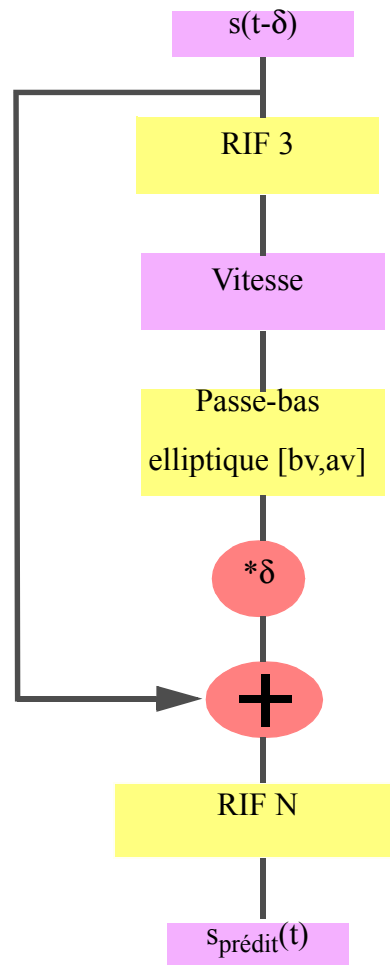 s(t-δ)
RIF 3
Vitesse
Passe-bas
elliptique [bv,av]
*δ
+
RIF N
sprédit(t)